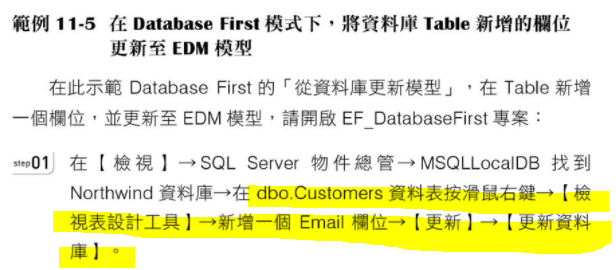 範例 11-5 在 Database First 模式下，將資料庫 Table 新增的欄位
更新至 EDM 模型
在此示範 Database First 的「從資料庫更新模型」，在 Table 新增
一個欄位，並更新至 EDM 模型，請開啟 EF_DatabaseFirst 專案：
step01 在【檢視】→SQL Server 物件總管→MSQLLocalDB 找到
Northwind 資料庫→在 dbo.Customers 資料表按滑鼠右鍵→【檢
視表設計工具】→新增一個 Email 欄位→【更新】→【更新資料
庫】。